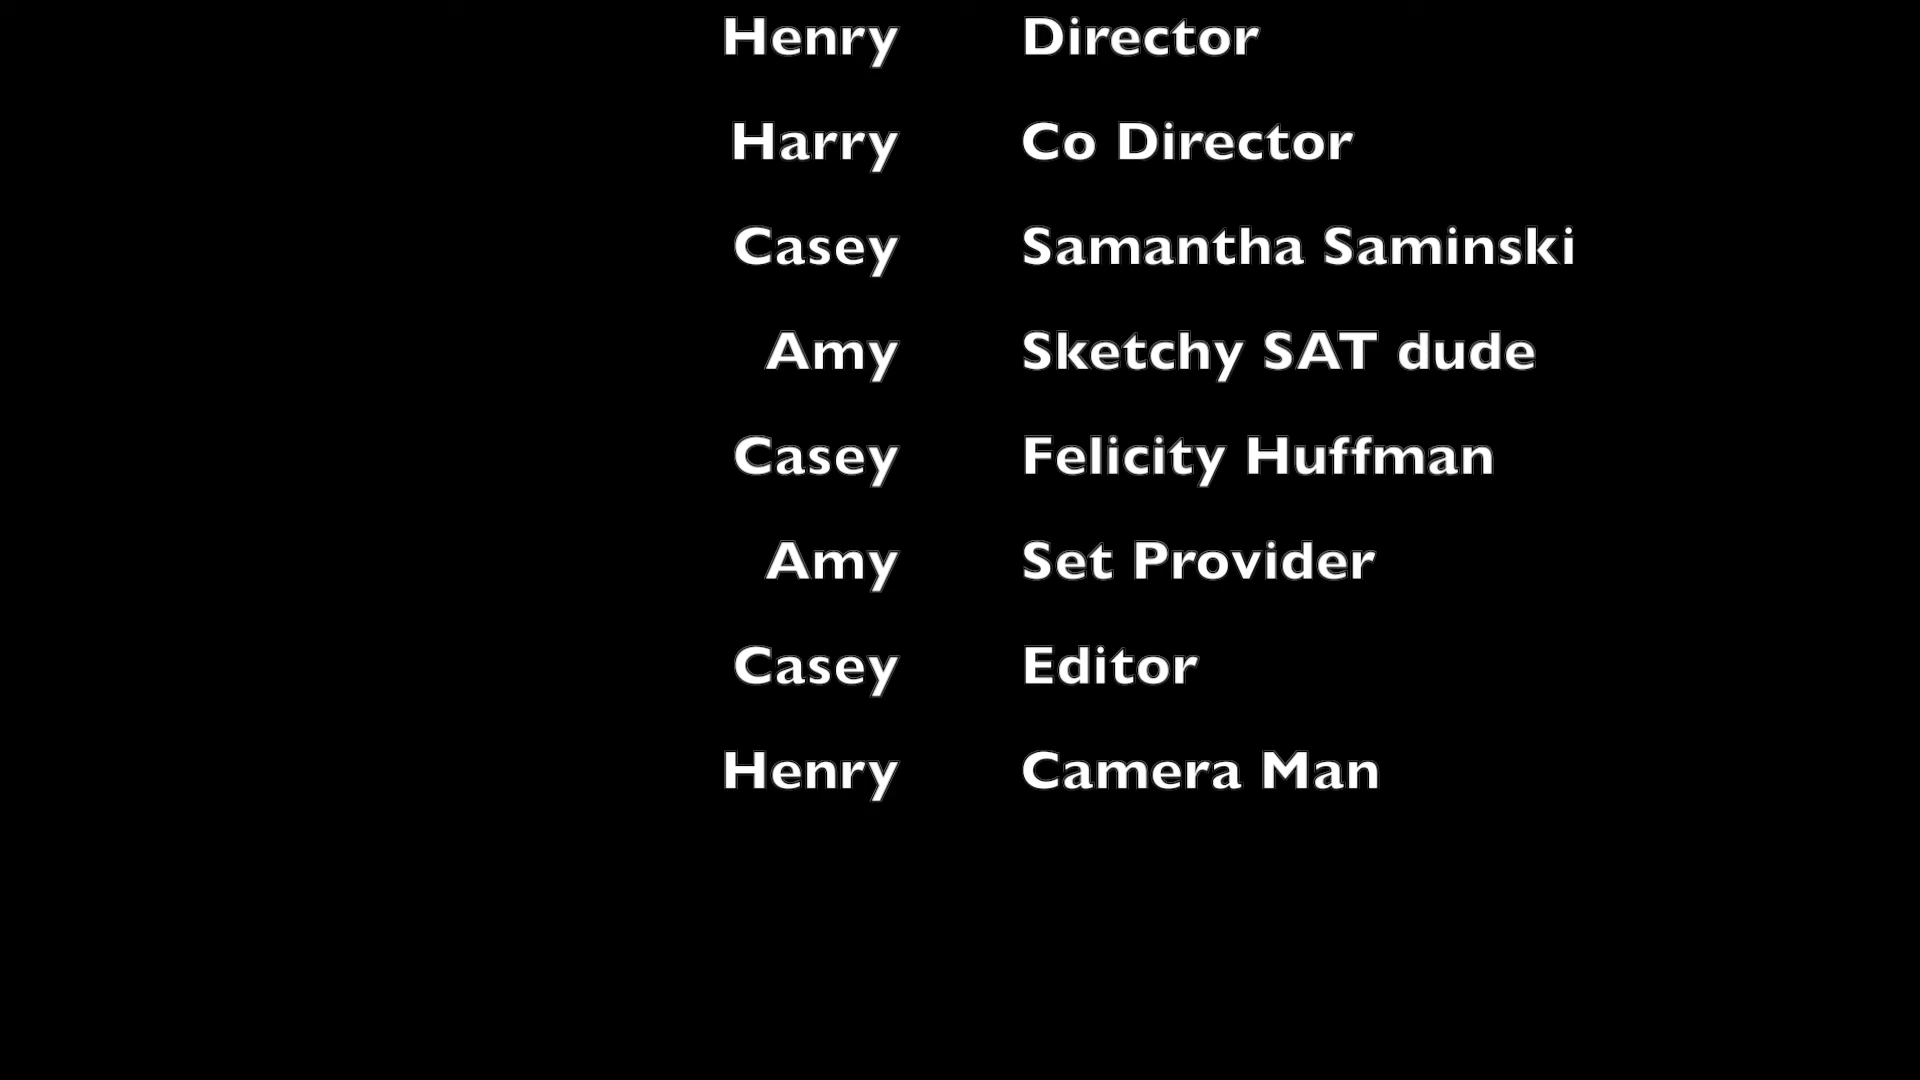 Henry Director
Harry Co Director
Casey Samantha Saminski
Amy Sketchy SAT dude
Casey Felicity Huffman
Amy Set Provider
Casey Editor
Henry Camera Man